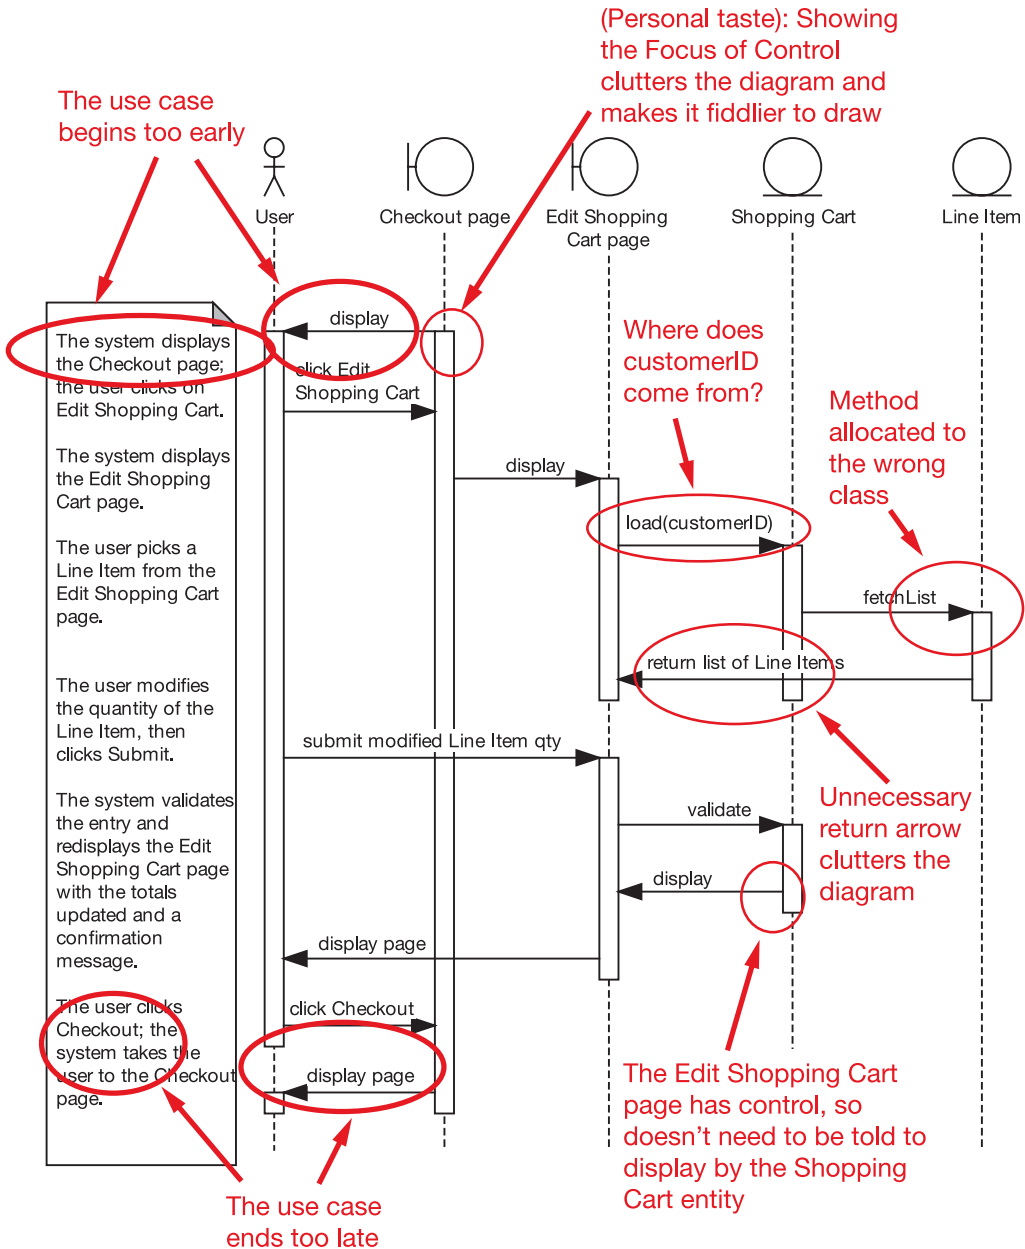 (Personal taste): Showing
the Focus of Control
clutters the diagram and
makes it fiddlier to draw
The use case
begins too early
User
Checkout page
Edit Shopping
Cart page
Shopping Cart
Line Item
The system displays
the Checkout page;
the user clicks on
Edit Shopping Cart.
The system displays
the Edit Shopping
Cart page.
The user picks a
Line Item from the
Edit Shopping Cart
page.
The user modifies
the quantity of the
Line Item, then
clicks Submit.
The system validates
the entry and
redisplays the Edit
Shopping Cart page
with the totals
updated and a
confirmation
message.
The user clicks
Checkout; the
system takes the
user to the Checkout
page.
display
click Edit
Shopping Cart
display
Where does
customerID
come from?
load(customerID)
Method
allocated to
the wrong
class
fetchList
return list of Line Items
submit modified Line Item qty
Unnecessary
return arrow
clutters the
diagram
validate
display
display page
click Checkout
display page
The Edit Shopping Cart
page has control, so
doesn't need to be told to
display by the Shopping
Cart entity
The use case
ends too late